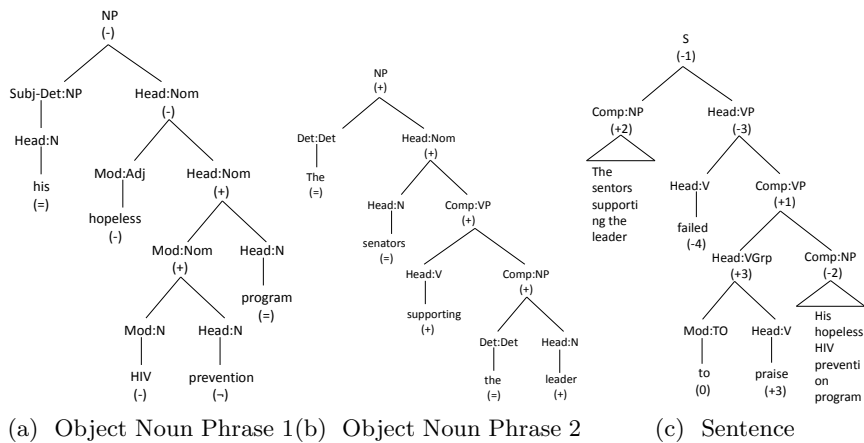 NP
(-)
Subj-Det:NP
Head:Nom
(-)
Head:N
Mod:Adj
Head:Nom
(+)
his
(=)
hopeless
(-)
Mod:Nom
(+)
Head:N
program
(=)
Mod:N
Head:N
HIV
(-)
prevention
(¬)
(a) Object Noun Phrase 1
NP
(+)
Det:Det
Head:Nom
(+)
The
(=)
Head:N
Comp:VP
(+)
senators
(=)
Head:V
Comp:NP
(+)
supporting
(+)
Det:Det
Head:N
the
(=)
leader
(+)
(b) Object Noun Phrase 2
S
(-1)
Comp:NP
(+2)
Head:VP
(-3)
The
sentors
supporti
ng the
leader
Head:V
Comp:VP
(+1)
failed
(-4)
Head:VGrp
(+3)
Comp:NP
(-2)
Mod:TO
Head:V
His
hopeless
HIV
preventi
on
program
to
(0)
praise
(+3)
(c) Sentence